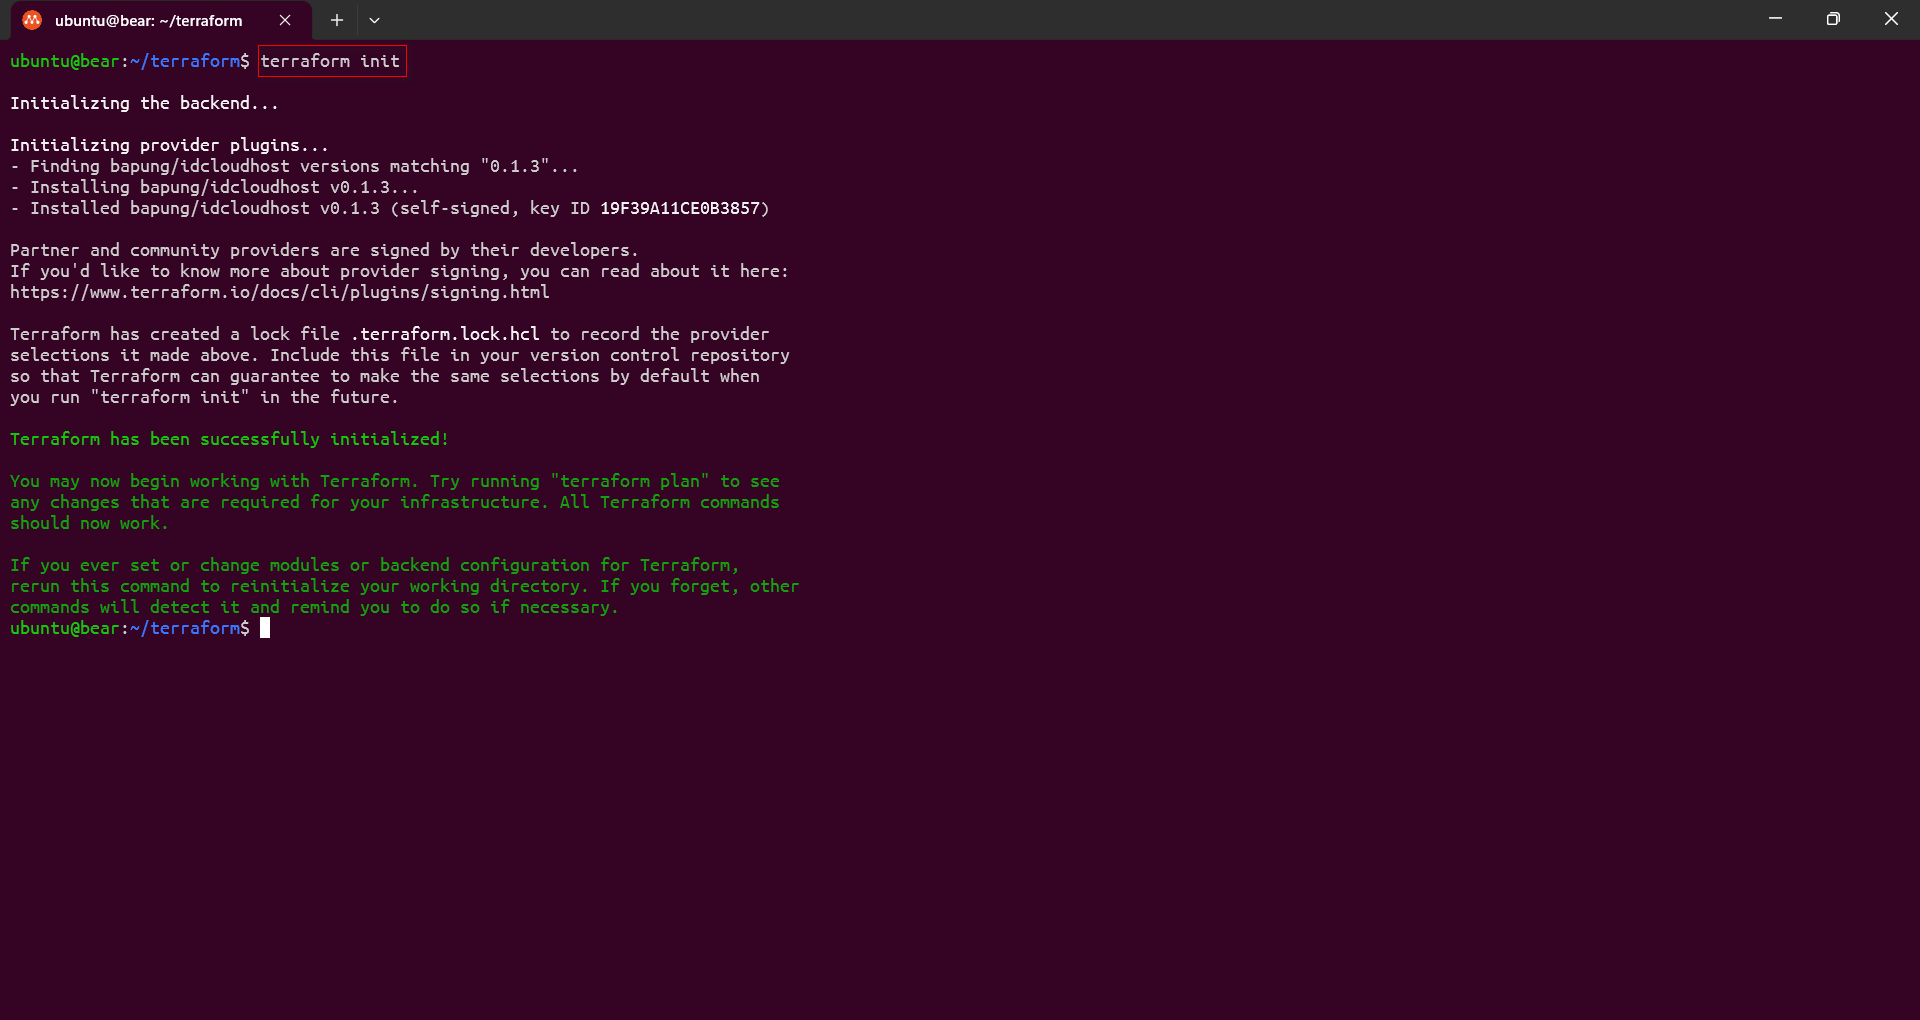 ubuntu@bear: ~/terraform
ubuntu@bear:~/terraform$ terraform init
Initializing the backend...
Initializing provider plugins...
- Finding bapung/idcloudhost versions matching "0.1.3"...
- Installing bapung/idcloudhost v0.1.3...
- Installed bapung/idcloudhost v0.1.3 (self-signed, key ID 19F39A11CE0B3857)
Partner and community providers are signed by their developers.
If you'd like to know more about provider signing, you can read about it here:
https://www.terraform.io/docs/cli/plugins/signing.html
Terraform has created a lock file .terraform.lock.hcl to record the provider
selections it made above. Include this file in your version control repository
so that Terraform can guarantee to make the same selections by default when
you run "terraform init" in the future.
Terraform has been successfully initialized!
You may now begin working with Terraform. Try running "terraform plan" to see
any changes that are required for your infrastructure. All Terraform commands
should now work.
If you ever set or change modules or backend configuration for Terraform,
rerun this command to reinitialize your working directory. If you forget, other
commands will detect it and remind you to do so if necessary.
ubuntu@bear:~/terraform$